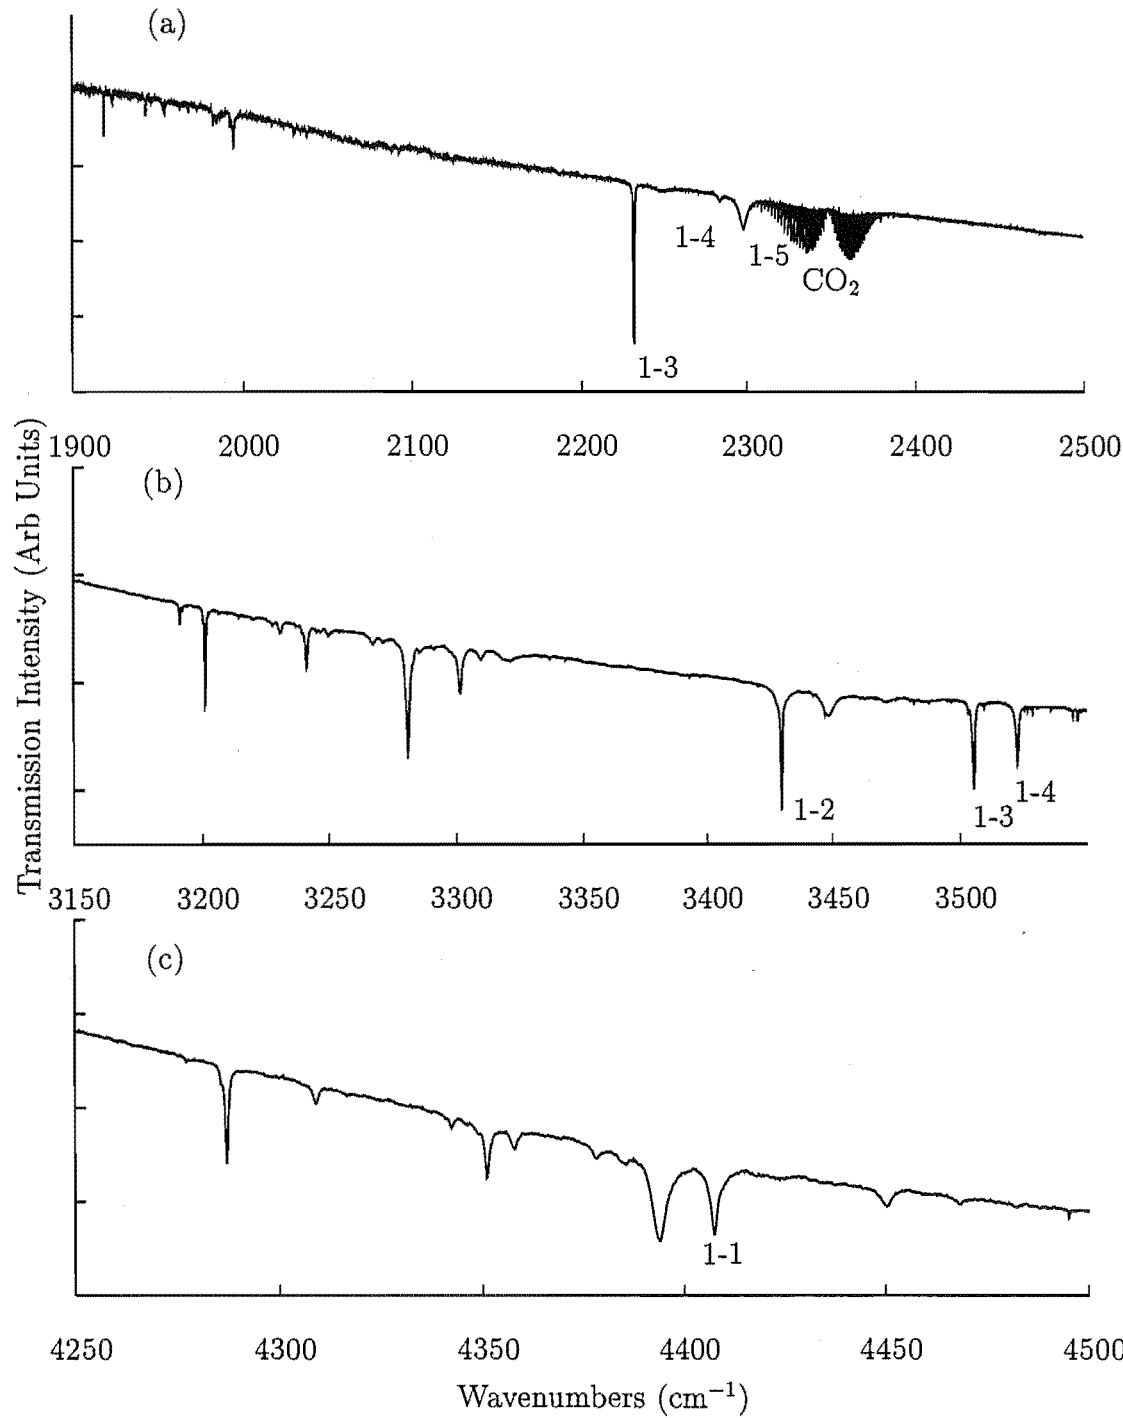 (a)
1-4
1-5
CO₂
1-3
1900 2000 2100 2200 2300 2400 2500
(b)
1-2
1-3
1-4
3150 3200 3250 3300 3350 3400 3450 3500
(c)
1-1
4250 4300 4350 4400 4450 4500
Wavenumbers (cm⁻¹)
Transmission Intensity (Arb Units)